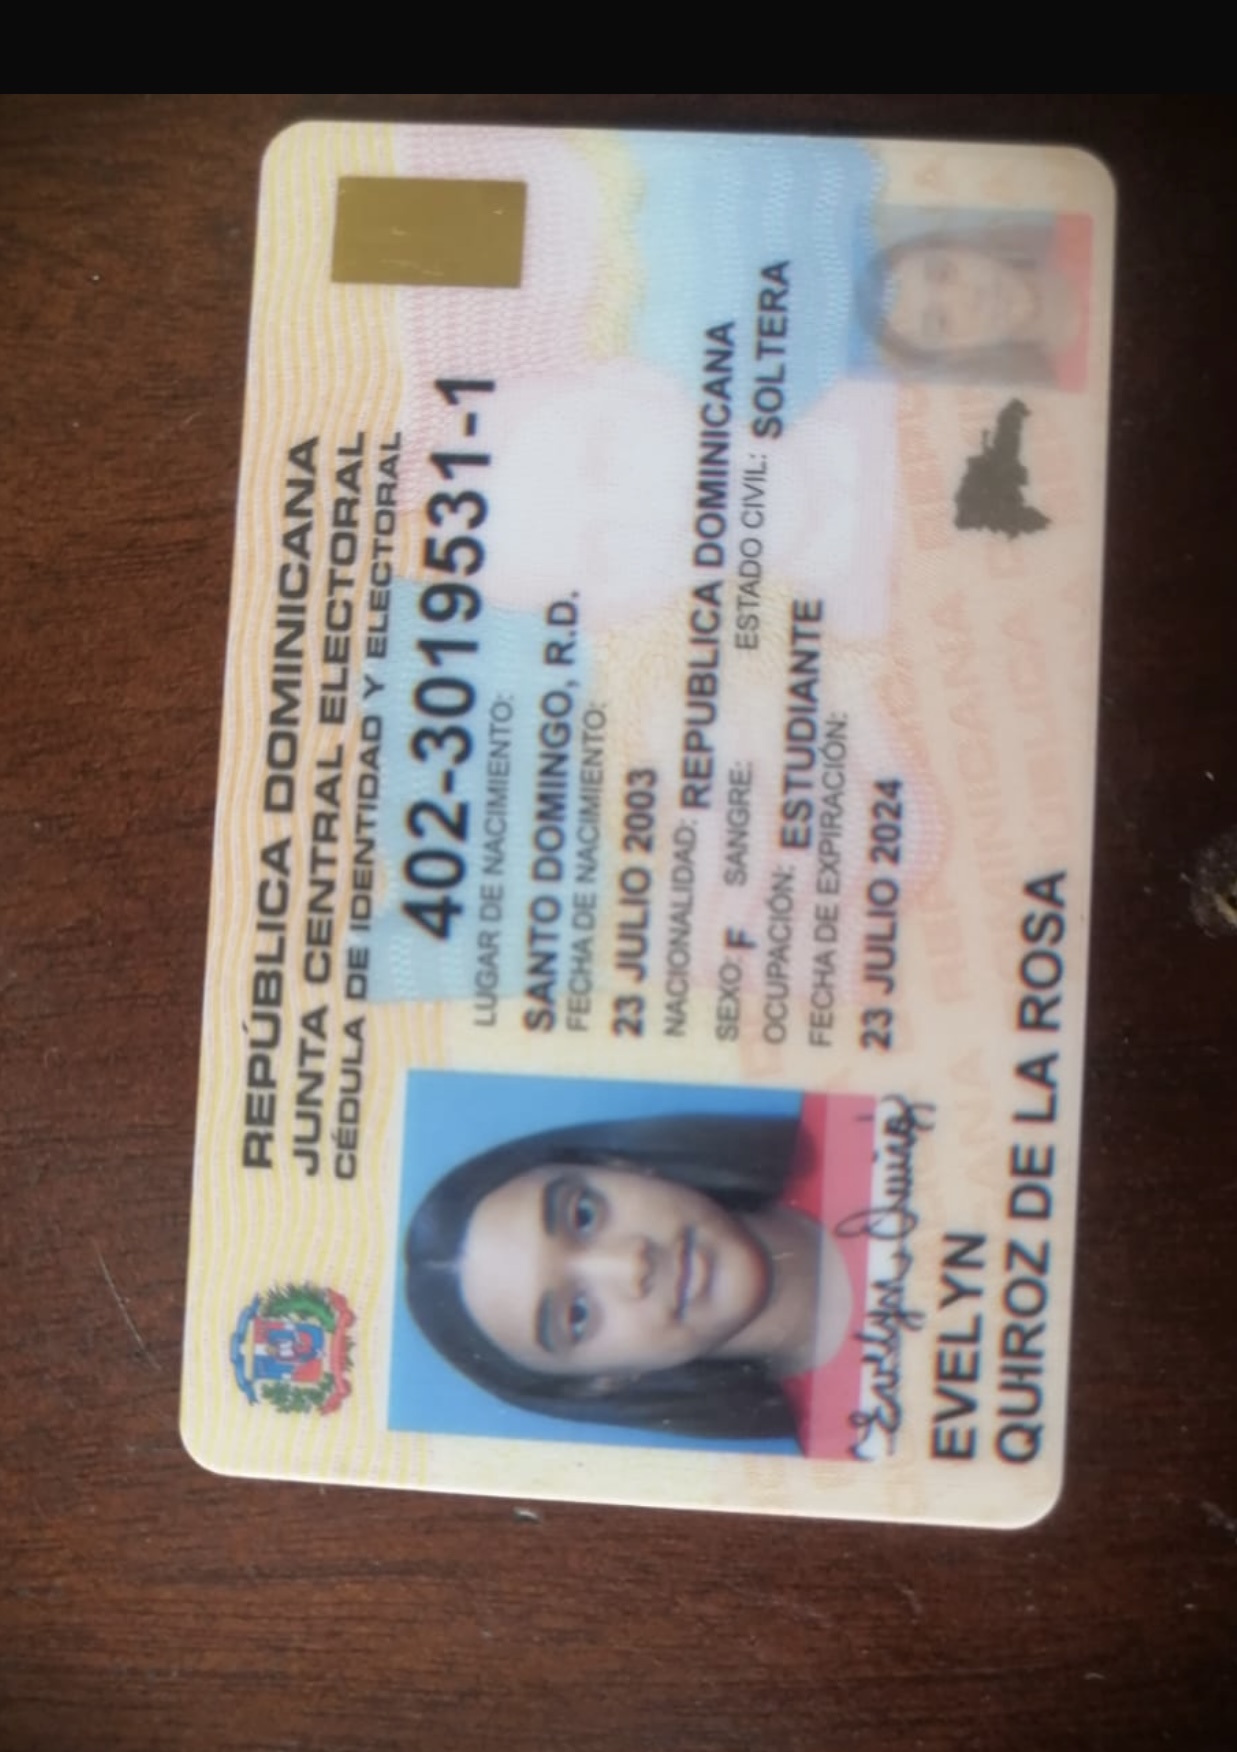 REPÚBLICA DOMINICANA
JUNTA CENTRAL ELECTORAL
CÉDULA DE IDENTIDAD Y ELECTORAL
402-3019531-1
LUGAR DE NACIMIENTO:
SANTO DOMINGO, R.D.
FECHA DE NACIMIENTO:
23 JULIO 2003
NACIONALIDAD: REPUBLICA DOMINICANA
SEXO: F SANGRE: ESTADO CIVIL: SOLTERA
OCUPACIÓN: ESTUDIANTE
FECHA DE EXPIRACIÓN:
23 JULIO 2024
EVELYN
QUIROZ DE LA ROSA